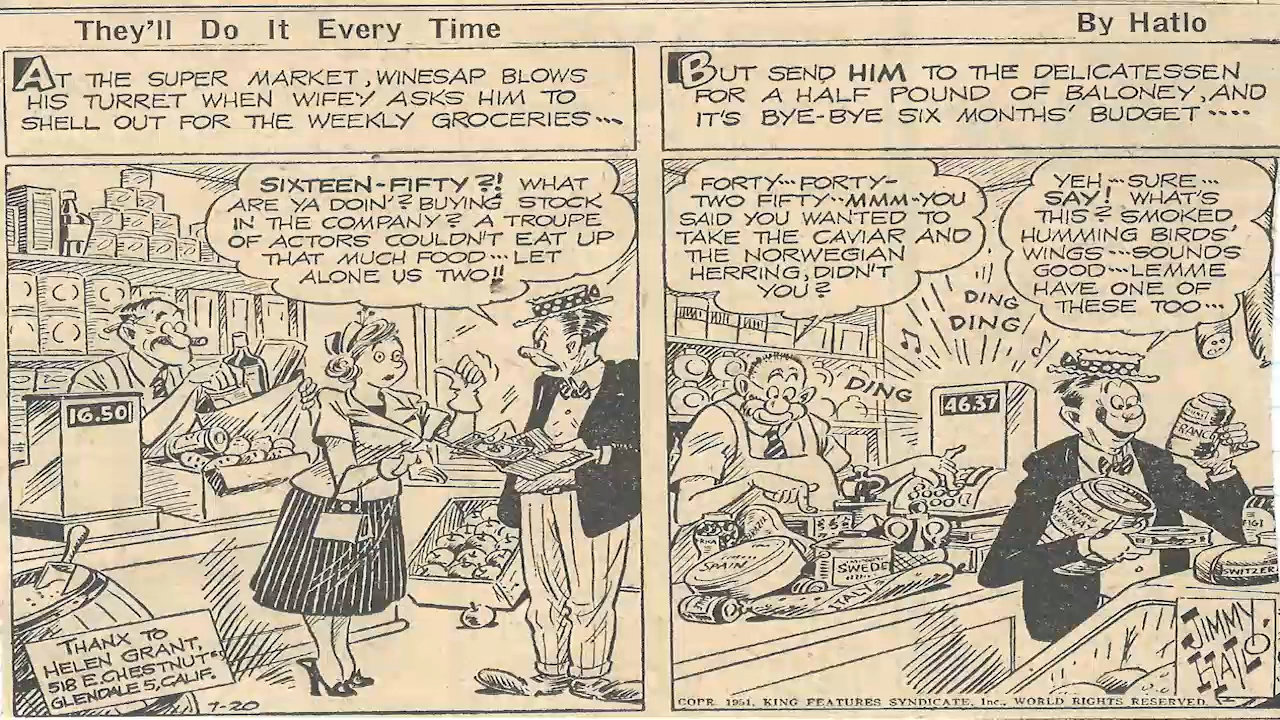 They'll Do It Every Time
By Hatlo
AT THE SUPER MARKET, WINESAP BLOWS
HIS TURRET WHEN WIFEY ASKS HIM TO
SHELL OUT FOR THE WEEKLY GROCERIES...
SIXTEEN-FIFTY?! WHAT
ARE YA DOIN'? BUYING STOCK
IN THE COMPANY? A TROUPE
OF ACTORS COULDN'T EAT UP
THAT MUCH FOOD...LET
ALONE US TWO!!
16.50
THANX TO
HELEN GRANT,
518 E. CHESTNUT ST.
GLENDALE 5, CALIF.
7-20
BUT SEND HIM TO THE DELICATESSEN
FOR A HALF POUND OF BALONEY, AND
IT'S BYE-BYE SIX MONTHS' BUDGET....
FORTY...FORTY-
TWO FIFTY..MMM-YOU
SAID YOU WANTED TO
TAKE THE CAVIAR AND
THE NORWEGIAN
HERRING, DIDN'T
YOU?
YEH...SURE...
SAY! WHAT'S
THIS? SMOKED
HUMMING BIRDS'
WINGS...SOUNDS
GOOD...LEMME
HAVE ONE OF
THESE TOO...
DING
DING!
DING
46.37
FRANCE
SPAIN
SWEDE
ITALY
FIGI
SWITZER
JIMMY
HATLO
COPR. 1951, KING FEATURES SYNDICATE, Inc., WORLD RIGHTS RESERVED.